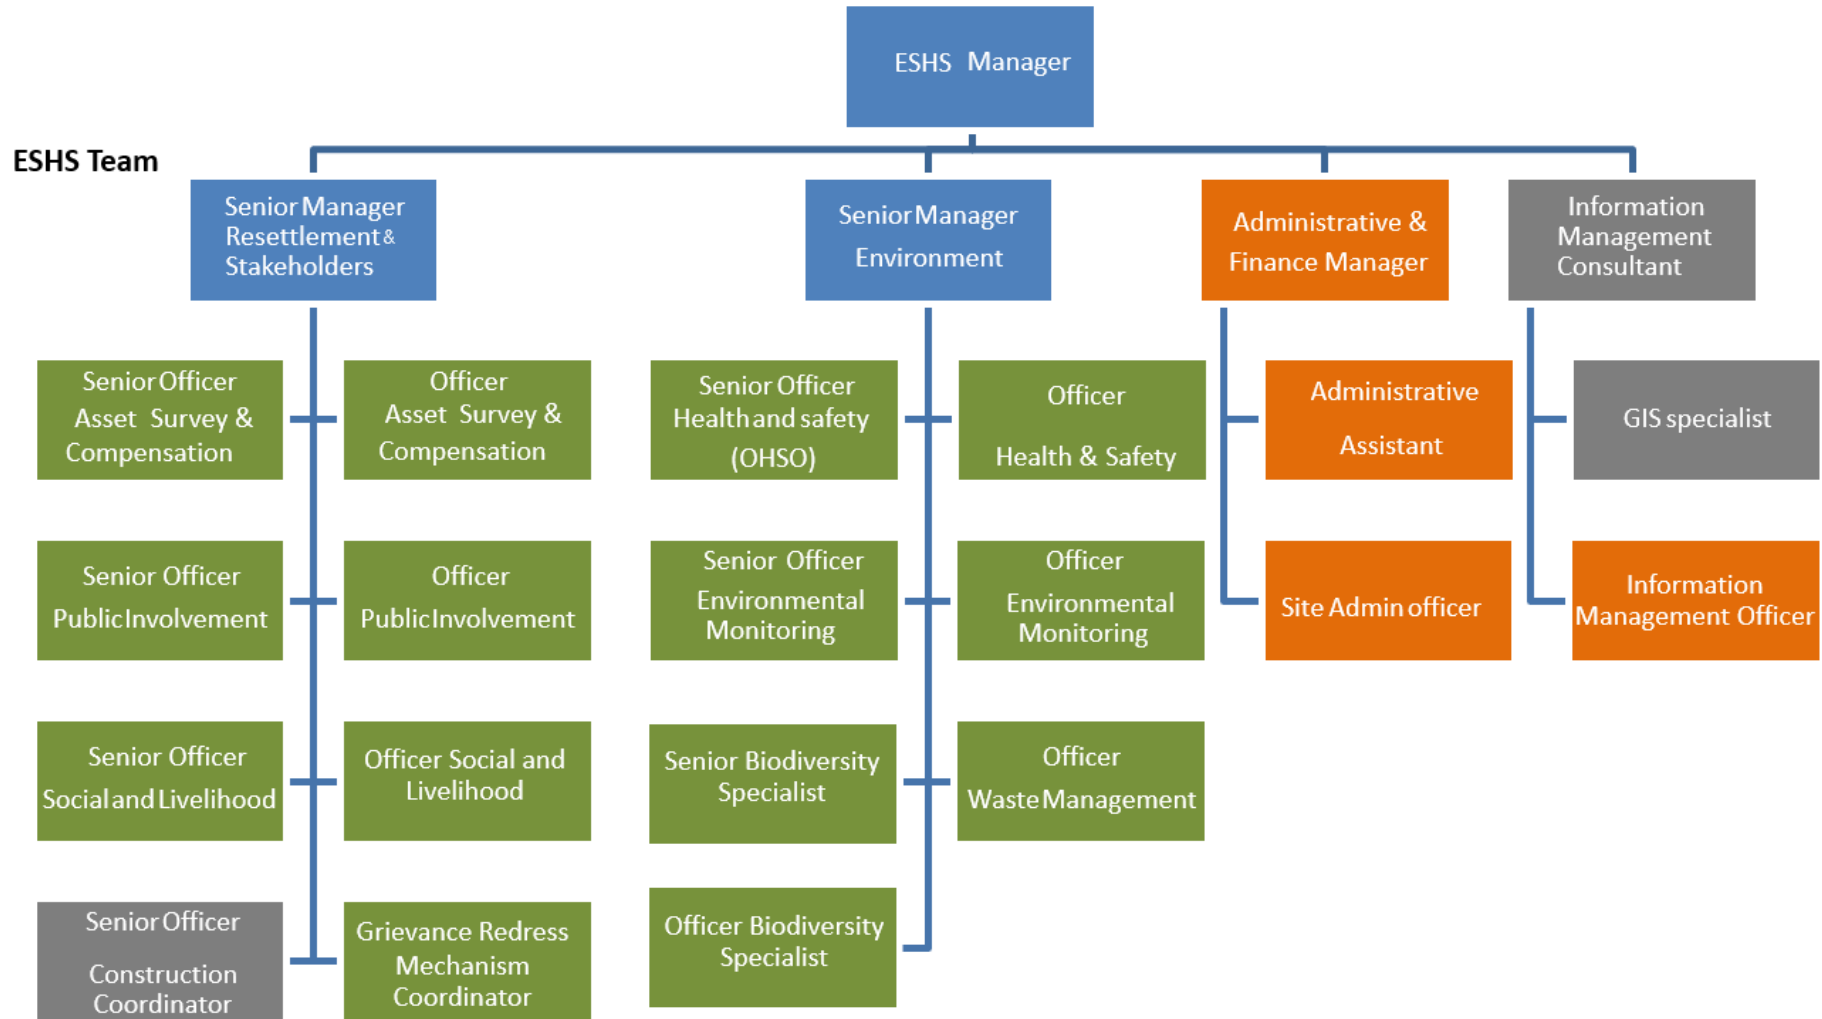 ESHS Manager
ESHS Team
Senior Manager
Resettlement &
Stakeholders
Senior Manager
Environment
Administrative &
Finance Manager
Information
Management
Consultant
Senior Officer
Asset Survey &
Compensation
Officer
Asset Survey &
Compensation
Senior Officer
Health and safety
(OHSO)
Officer
Health & Safety
Administrative
Assistant
GIS specialist
Senior Officer
Public Involvement
Officer
Public Involvement
Senior Officer
Environmental
Monitoring
Officer
Environmental
Monitoring
Site Admin officer
Information
Management Officer
Senior Officer
Social and Livelihood
Officer Social and
Livelihood
Senior Biodiversity
Specialist
Officer
Waste Management
Senior Officer
Construction
Coordinator
Grievance Redress
Mechanism
Coordinator
Officer Biodiversity
Specialist